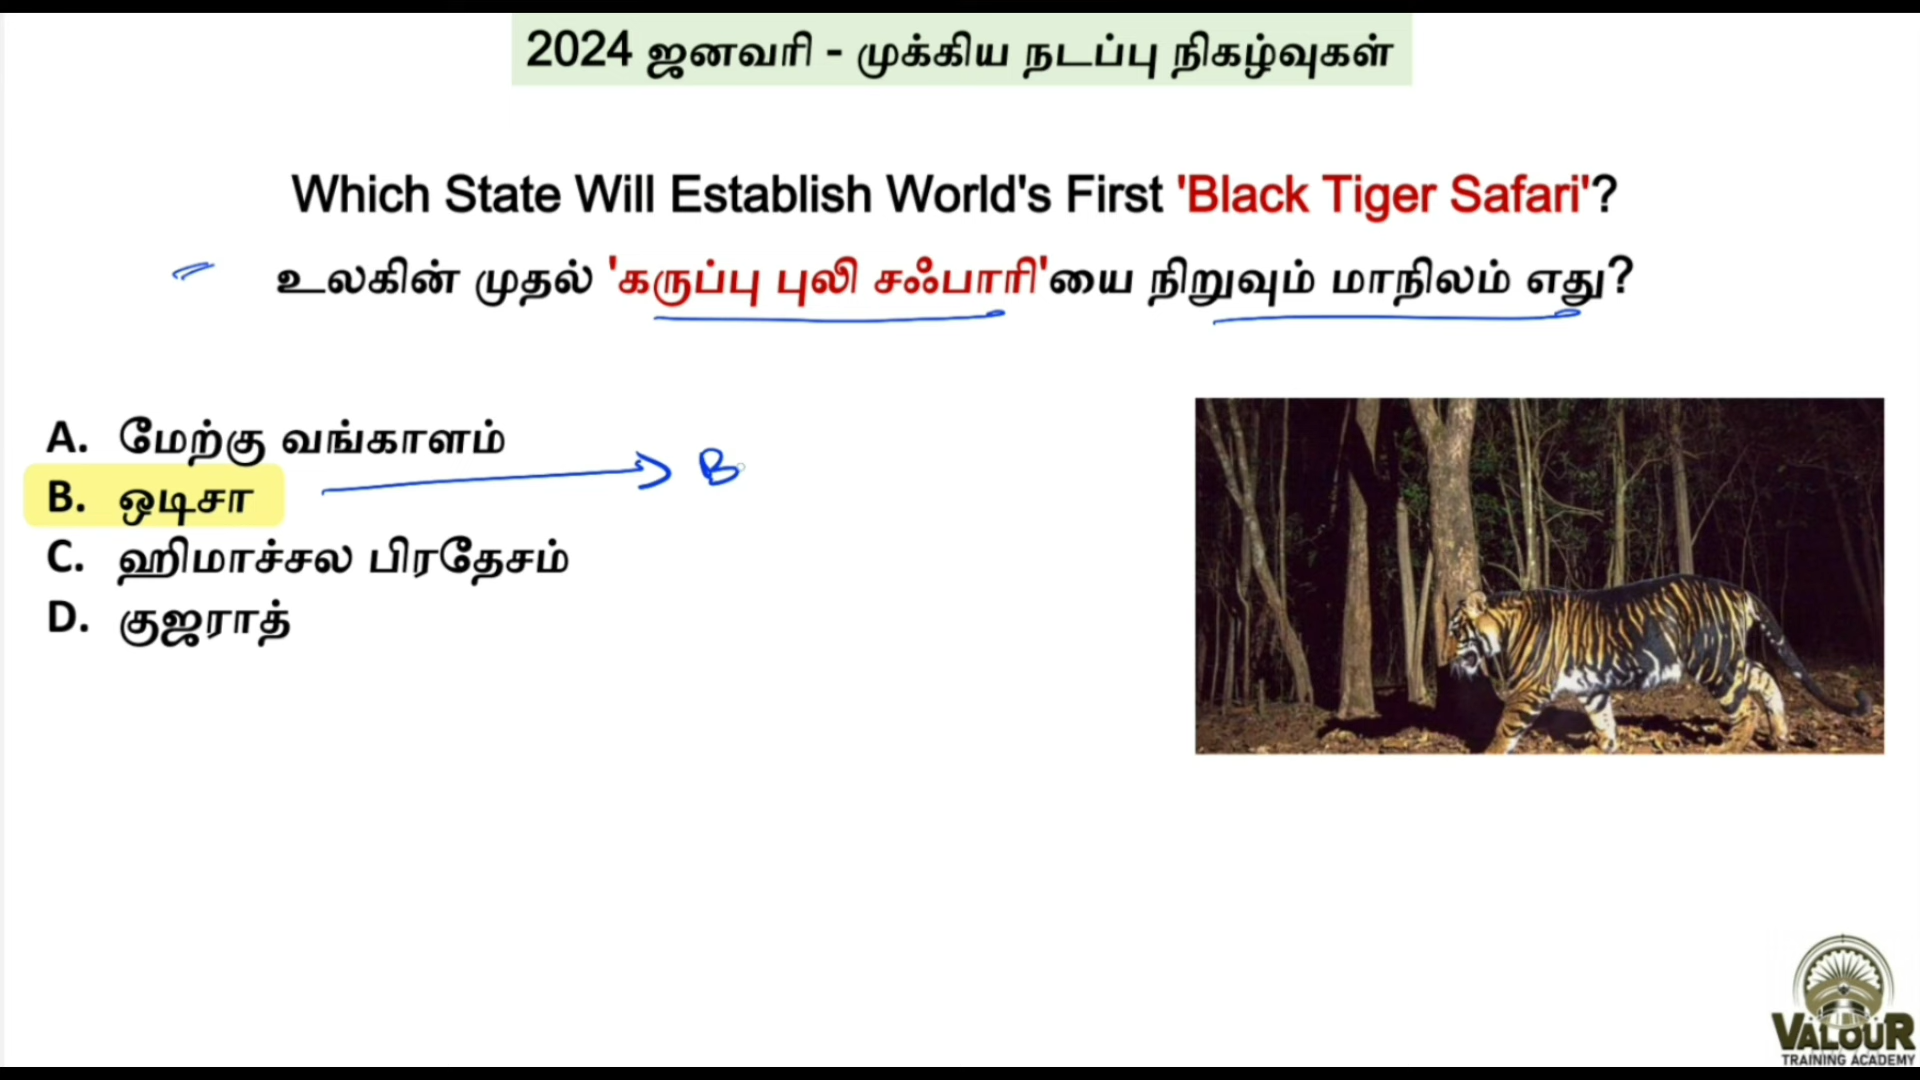 2024 ஜனவரி - முக்கிய நடப்பு நிகழ்வுகள்
Which State Will Establish World's First 'Black Tiger Safari'?
உலகின் முதல் 'கருப்பு புலி சஃபாரி'யை நிறுவும் மாநிலம் எது?
A. மேற்கு வங்காளம்
B. ஒடிசா
B
C. ஹிமாச்சல பிரதேசம்
D. குஜராத்
VALOUR
TRAINING ACADEMY